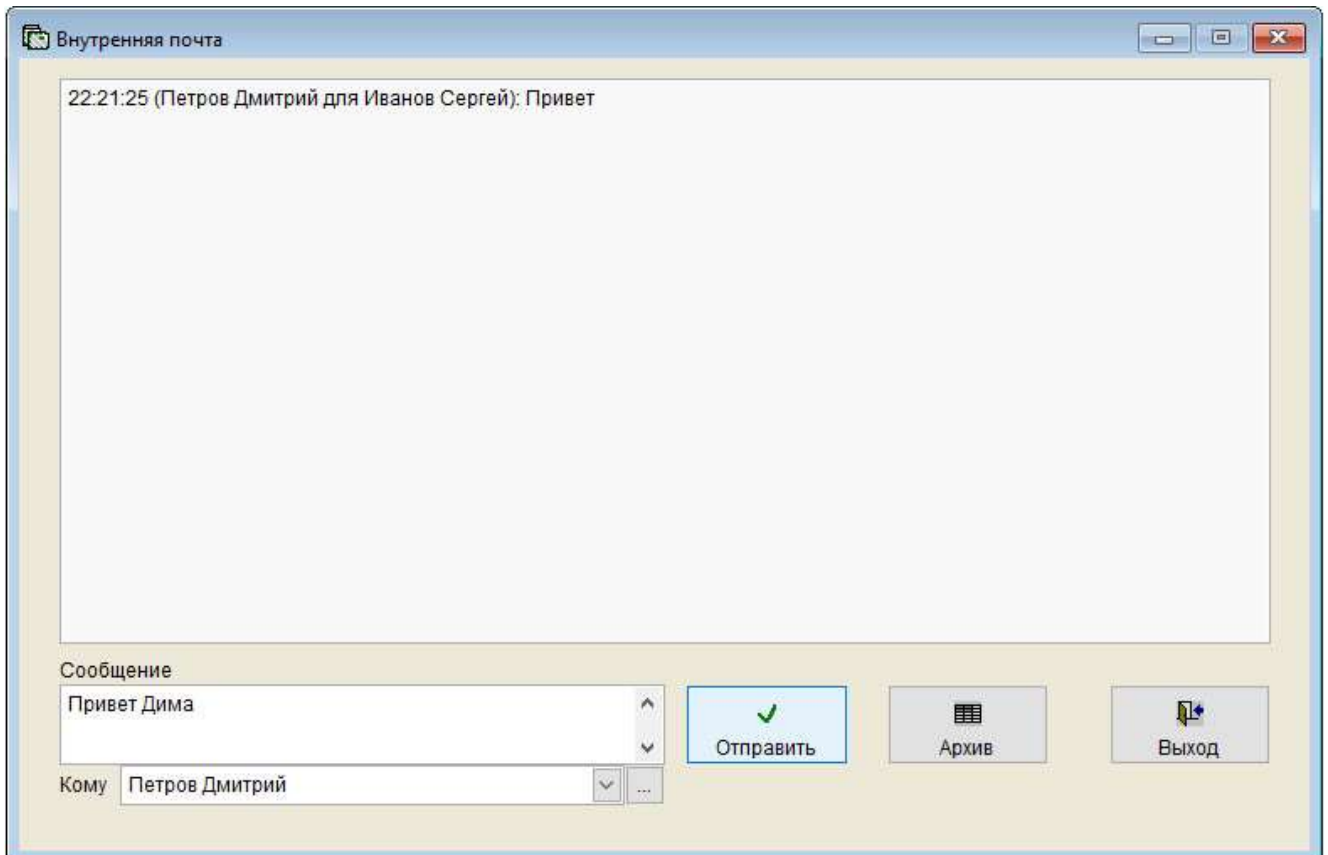 Внутренняя почта
22:21:25 (Петров Дмитрий для Иванов Сергей): Привет
Сообщение
Привет Дима
Отправить
Архив
Выход
Кому Петров Дмитрий ...